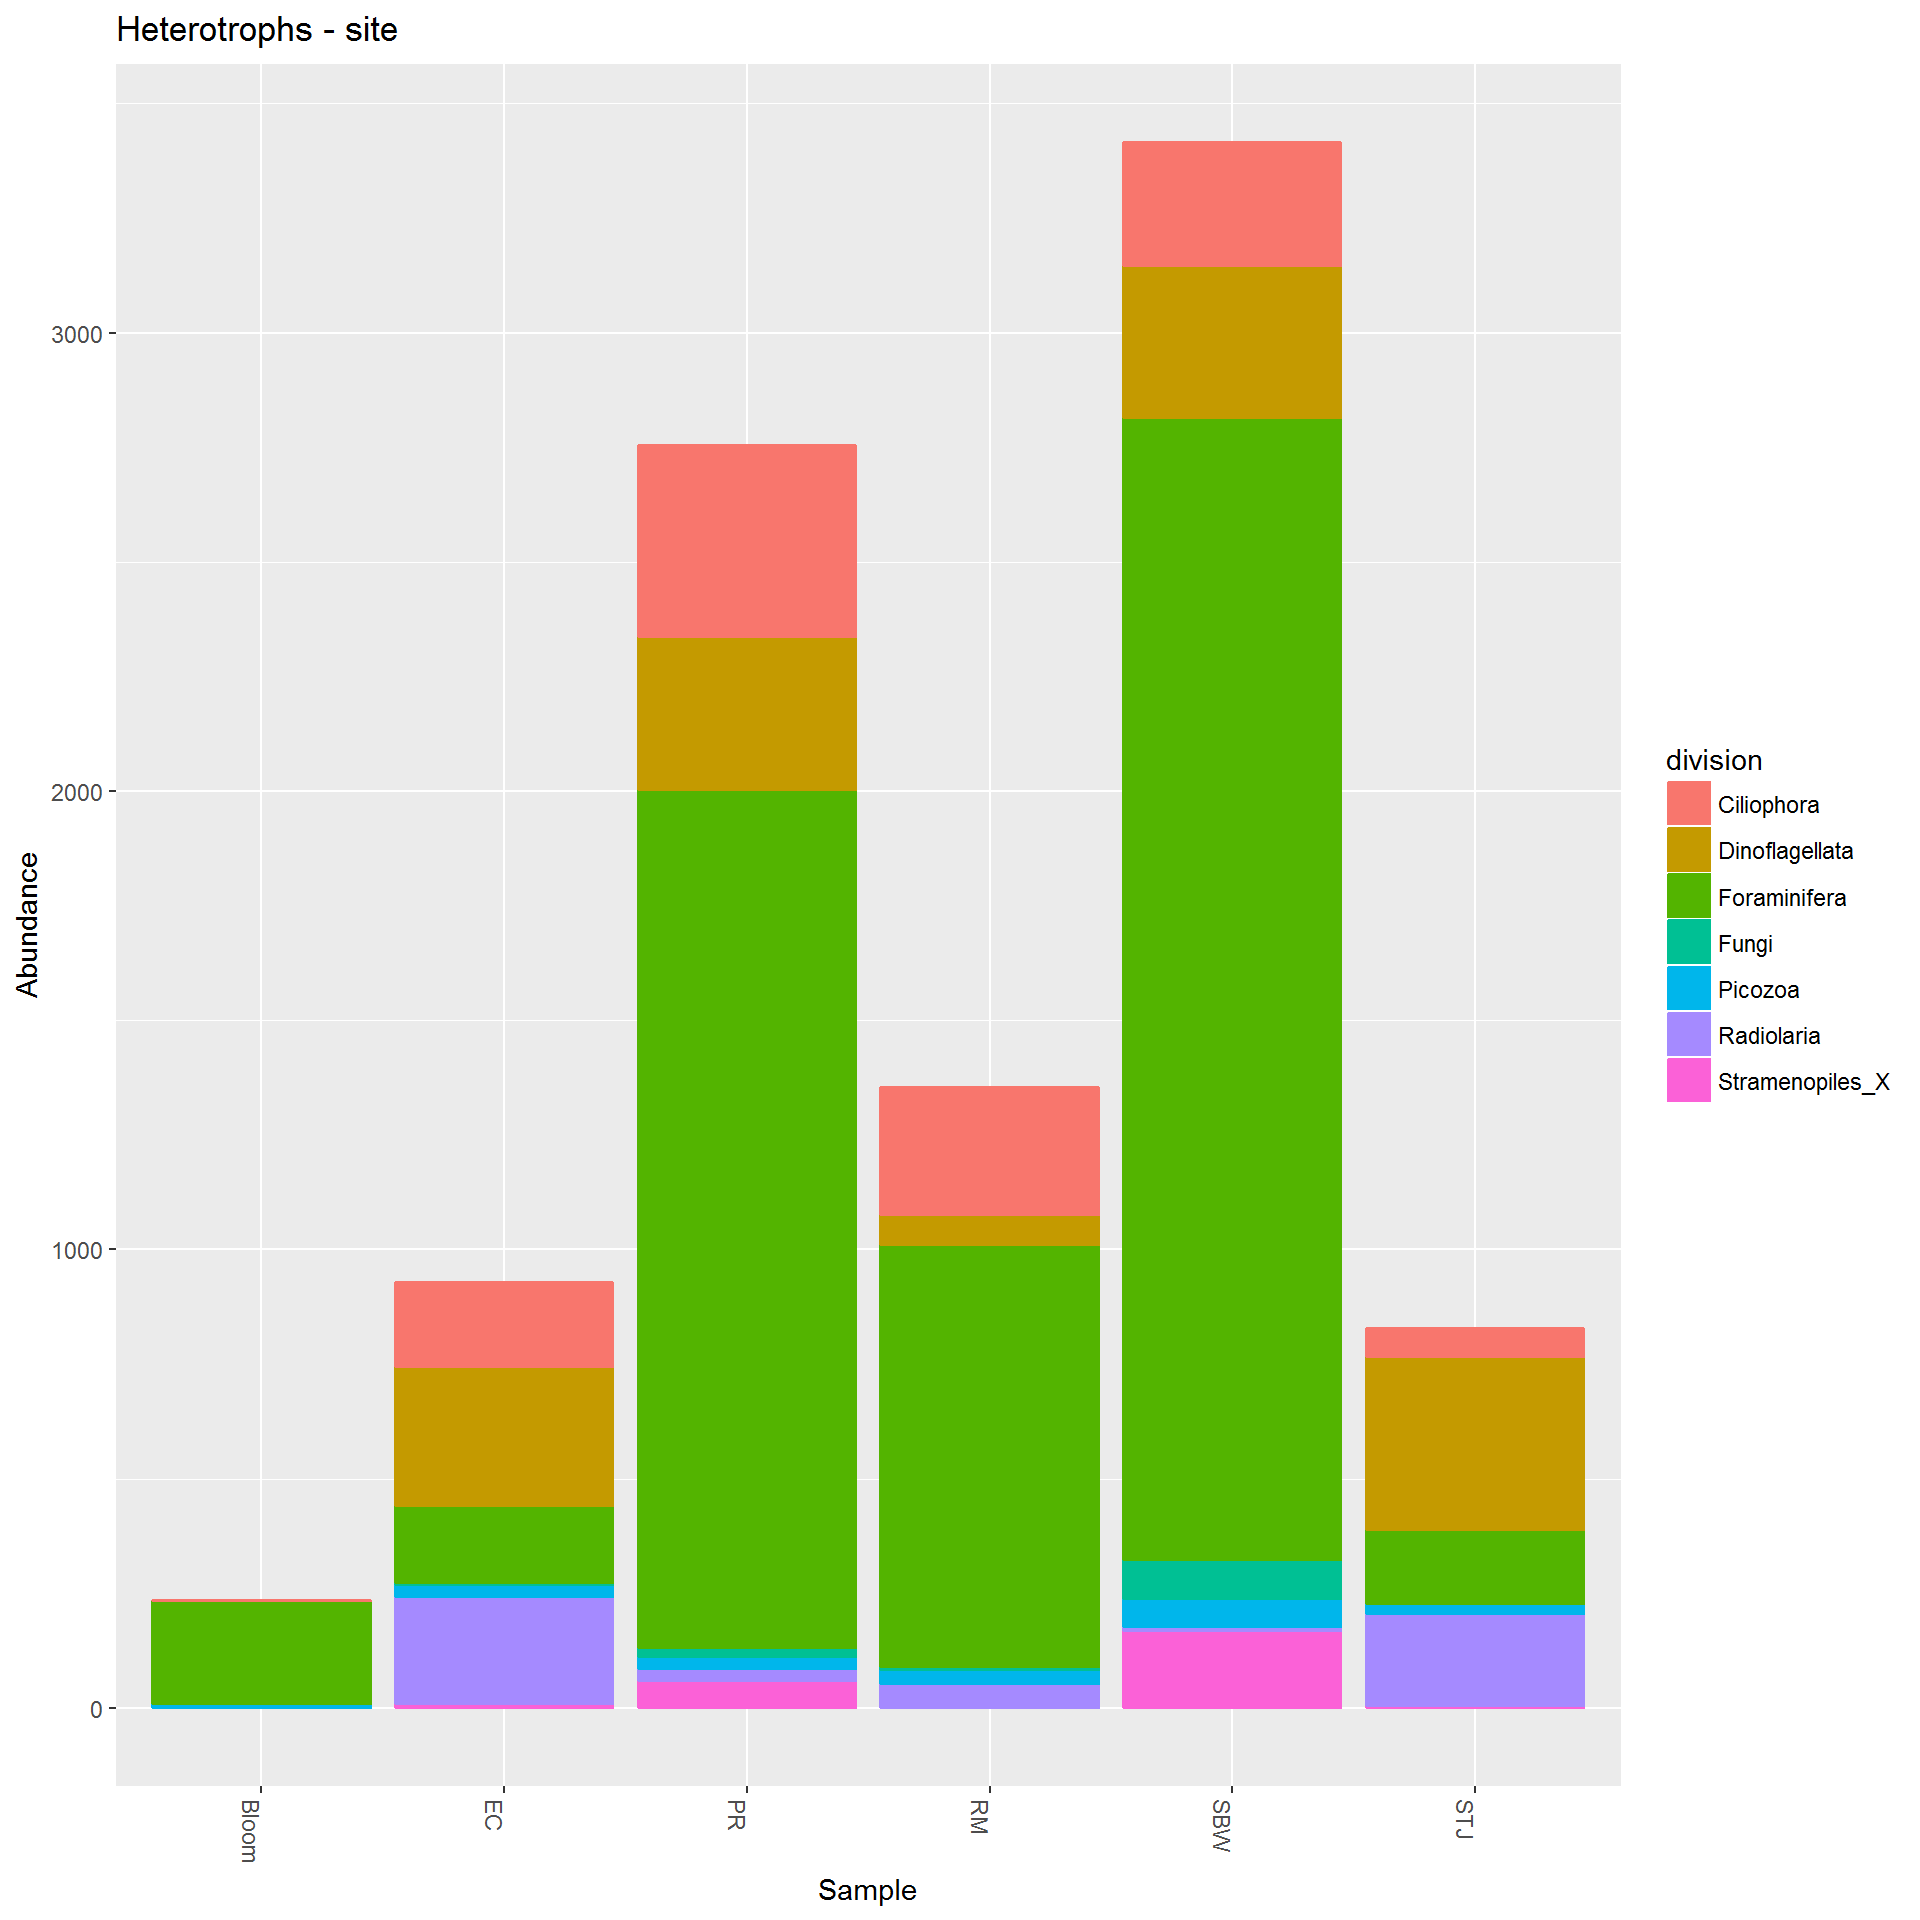 Heterotrophs - site
3000
2000
1000
0
Abundance
Bloom
EC
PR
RM
SBW
STJ
Sample
division
Ciliophora
Dinoflagellata
Foraminifera
Fungi
Picozoa
Radiolaria
Stramenopiles_X